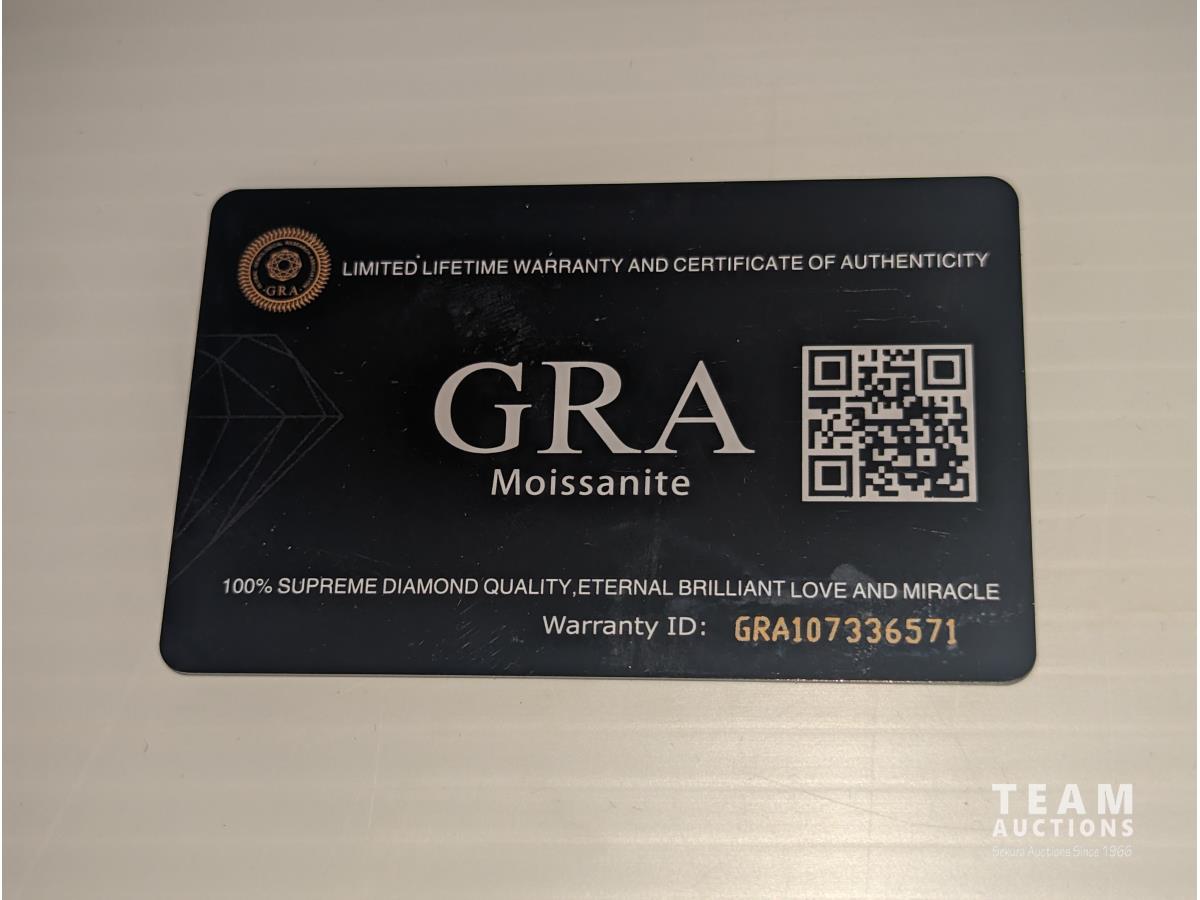 LIMITED LIFETIME WARRANTY AND CERTIFICATE OF AUTHENTICITY
·GRA·
GRA
Moissanite
100% SUPREME DIAMOND QUALITY,ETERNAL BRILLIANT LOVE AND MIRACLE
Warranty ID: GRA107336571
TEAM
AUCTIONS
Sekura Auctions Since 1966